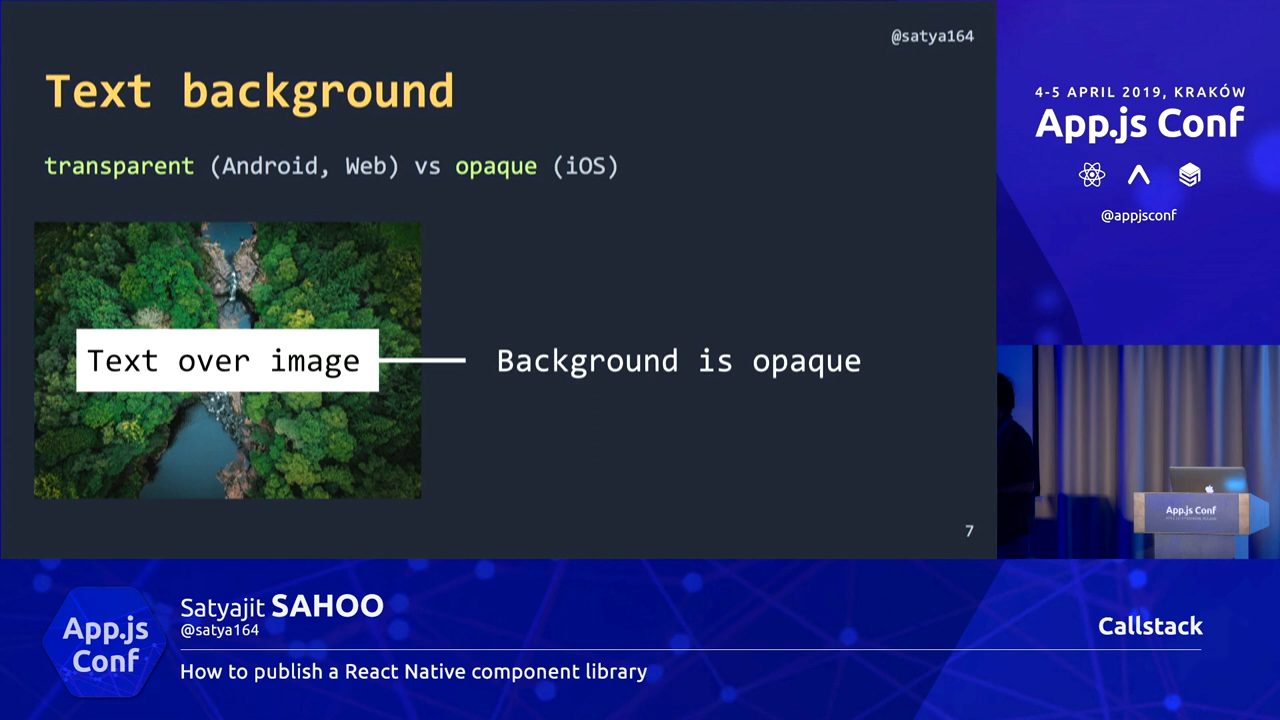 @satya164
Text background
transparent (Android, Web) vs opaque (iOS)
Text over image
Background is opaque
7
4-5 APRIL 2019, KRAKÓW
App.js Conf
@appjsconf
App.js Conf
App.js
Conf
Satyajit SAHOO
@satya164
How to publish a React Native component library
Callstack